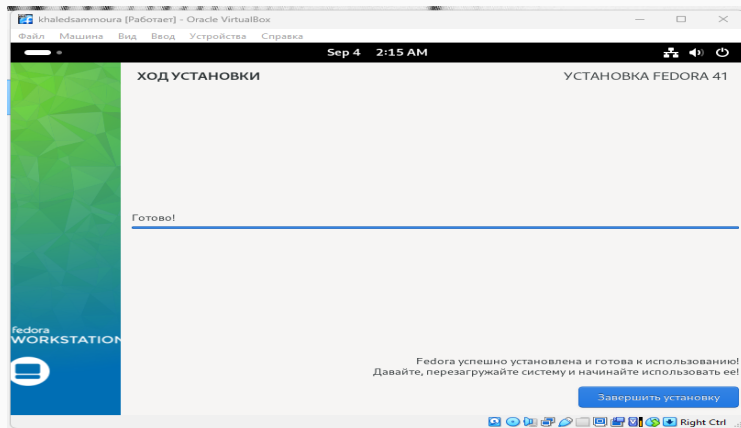 khaledsammoura [Работает] - Oracle VirtualBox
Файл Машина Вид Ввод Устройства Справка
Sep 4 2:15 AM
ХОД УСТАНОВКИ
УСТАНОВКА FEDORA 41
Готово!
fedora
WORKSTATION
Fedora успешно установлена и готова к использованию!
Давайте, перезагружайте систему и начинайте использовать ее!
Завершить установку
Right Ctrl